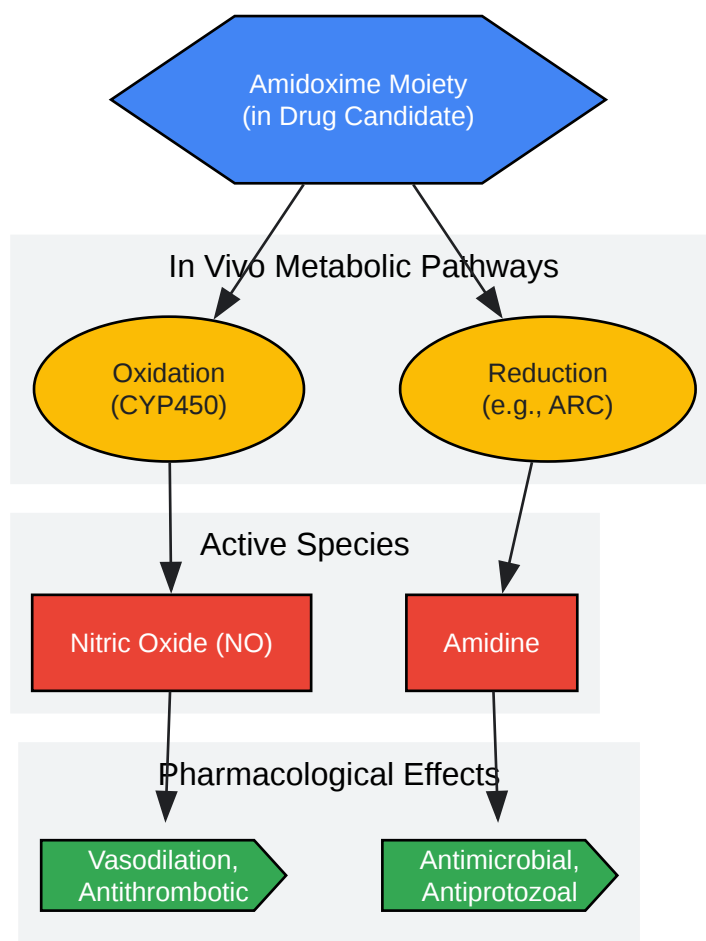 Amidoxime Moiety
(in Drug Candidate)
In Vivo Metabolic Pathways
Oxidation
(CYP450)
Reduction
(e.g., ARC)
Active Species
Nitric Oxide (NO)
Amidine
Pharmacological Effects
Vasodilation,
Antithrombotic
Antimicrobial,
Antiprotozoal